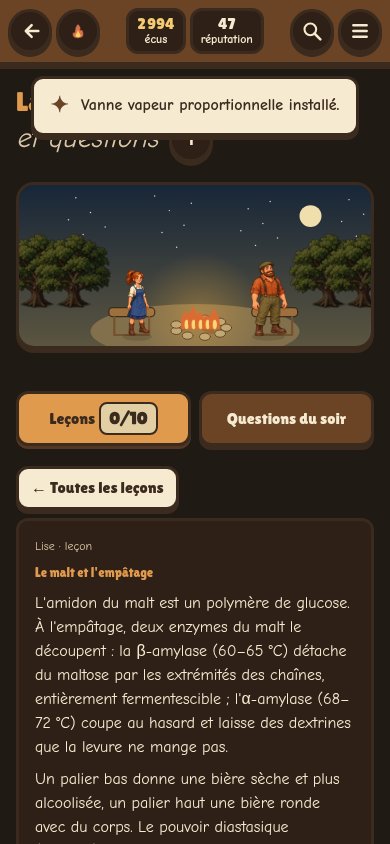 2 994
écus
47
réputation
Vanne vapeur proportionnelle installé.
et questions
Leçons 0/10
Questions du soir
← Toutes les leçons
Lise · leçon
Le malt et l'empâtage
L'amidon du malt est un polymère de glucose.
À l'empâtage, deux enzymes du malt le
découpent : la β-amylase (60–65 °C) détache
du maltose par les extrémités des chaînes,
entièrement fermentescible ; l'α-amylase (68–
72 °C) coupe au hasard et laisse des dextrines
que la levure ne mange pas.
Un palier bas donne une bière sèche et plus
alcoolisée, un palier haut une bière ronde
avec du corps. Le pouvoir diastasique